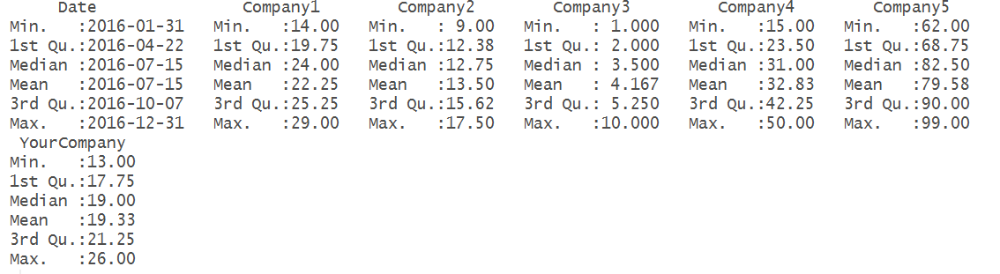 Date               Company1        Company2        Company3         Company4        Company5
Min.   :2016-01-31   Min.   :14.00   Min.   : 9.00   Min.   : 1.000   Min.   :15.00   Min.   :62.00
1st Qu.:2016-04-22   1st Qu.:19.75   1st Qu.:12.38   1st Qu.: 2.000   1st Qu.:23.50   1st Qu.:68.75
Median :2016-07-15   Median :24.00   Median :12.75   Median : 3.500   Median :31.00   Median :82.50
Mean   :2016-07-15   Mean   :22.25   Mean   :13.50   Mean   : 4.167   Mean   :32.83   Mean   :79.58
3rd Qu.:2016-10-07   3rd Qu.:25.25   3rd Qu.:15.62   3rd Qu.: 5.250   3rd Qu.:42.25   3rd Qu.:90.00
Max.   :2016-12-31   Max.   :29.00   Max.   :17.50   Max.   :10.000   Max.   :50.00   Max.   :99.00
 YourCompany
Min.   :13.00
1st Qu.:17.75
Median :19.00
Mean   :19.33
3rd Qu.:21.25
Max.   :26.00